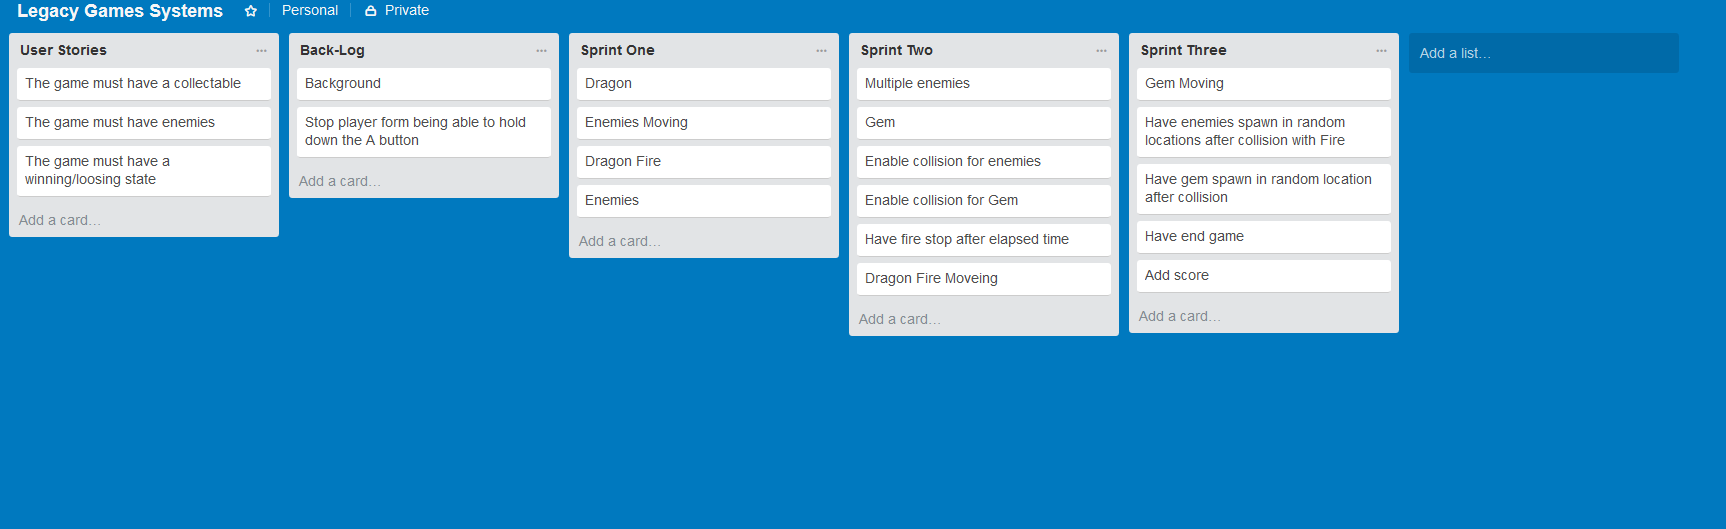 Legacy Games Systems Personal Private
User Stories
The game must have a collectable
The game must have enemies
The game must have a
winning/loosing state
Add a card...
Back-Log
Background
Stop player form being able to hold
down the A button
Add a card...
Sprint One
Dragon
Enemies Moving
Dragon Fire
Enemies
Add a card...
Sprint Two
Multiple enemies
Gem
Enable collision for enemies
Enable collision for Gem
Have fire stop after elapsed time
Dragon Fire Moveing
Add a card...
Sprint Three
Gem Moving
Have enemies spawn in random
locations after collision with Fire
Have gem spawn in random location
after collision
Have end game
Add score
Add a card...
Add a list...